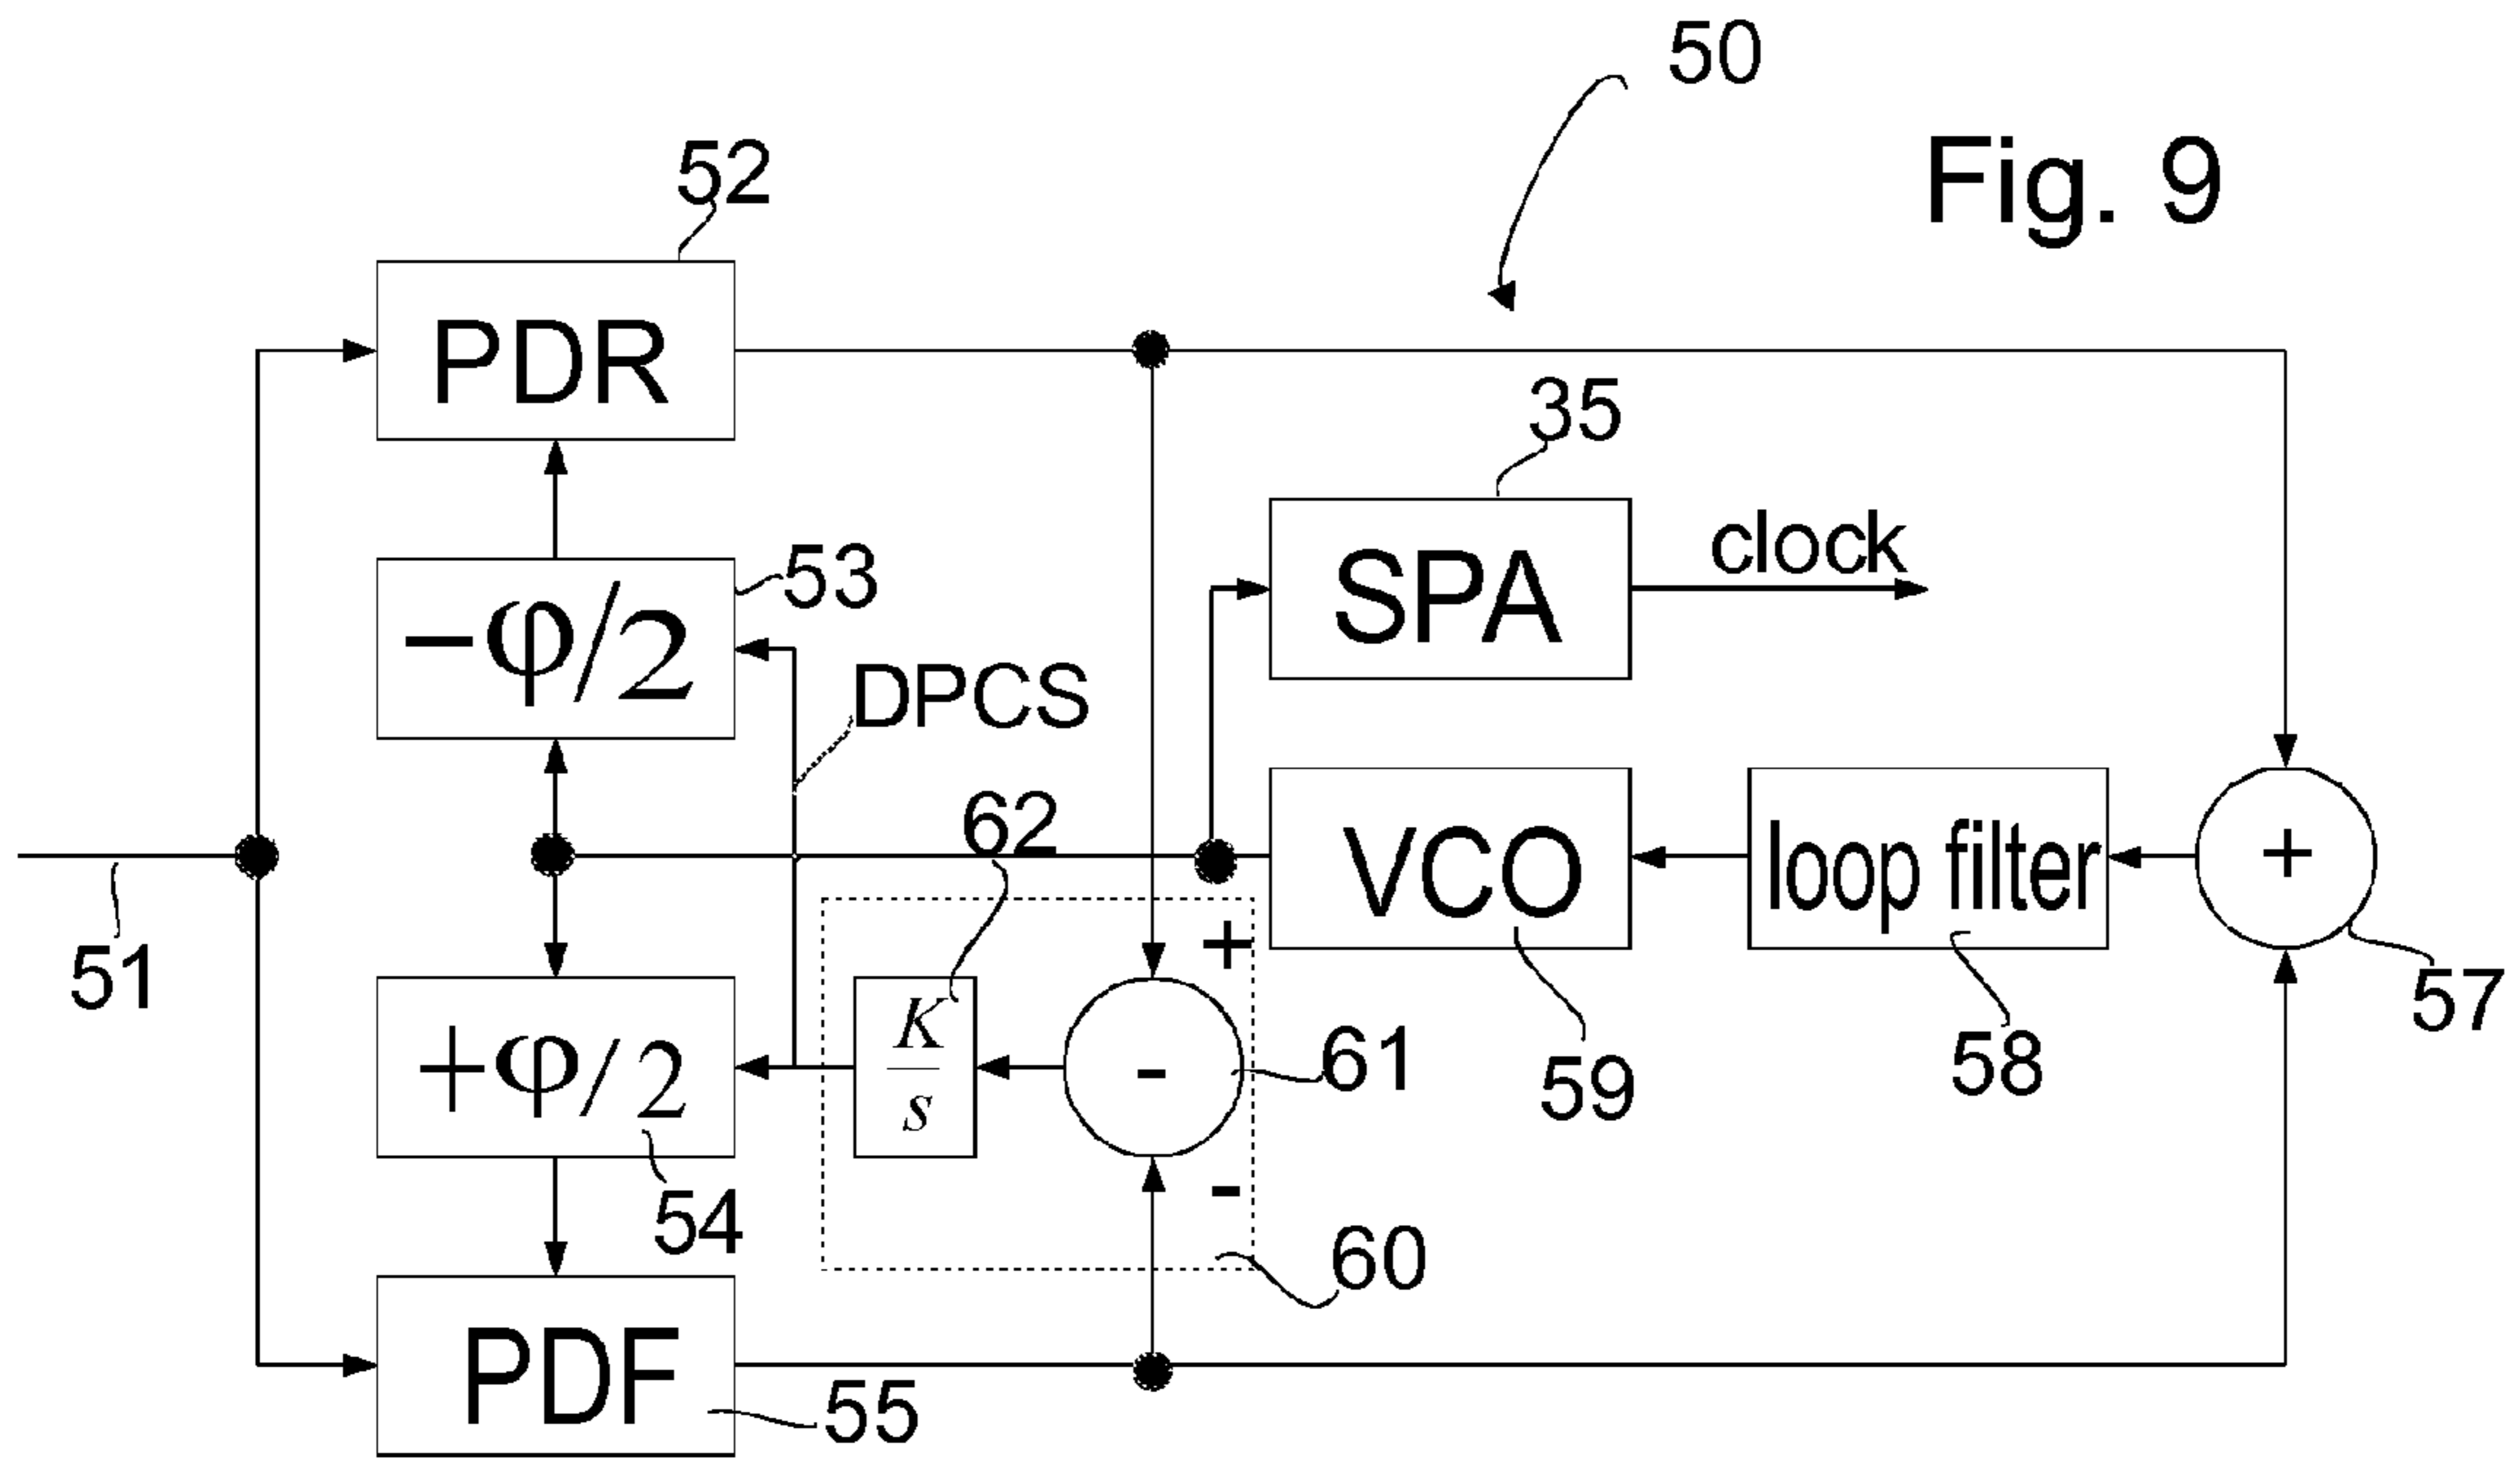 50
Fig. 9
52
PDR
35
clock
53
SPA
−φ/2
DPCS
62
VCO
loop filter
+
51
+
57
K
s
-
61
58
59
+φ/2
54
-
60
PDF
55